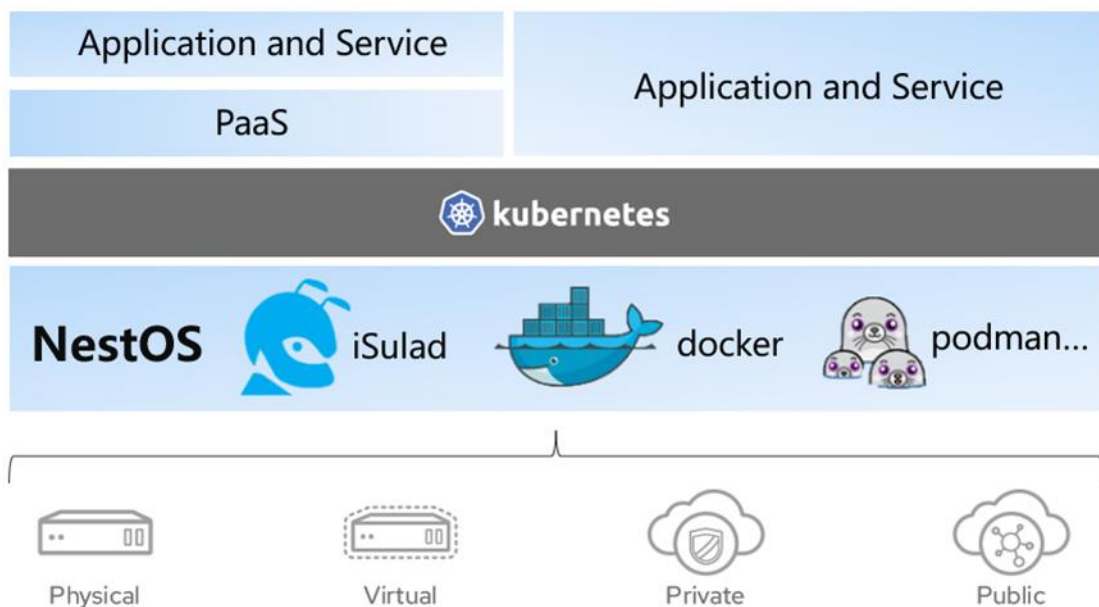 Application and Service
PaaS
Application and Service
kubernetes
NestOS
iSulad
docker
podman...
Physical
Virtual
Private
Public